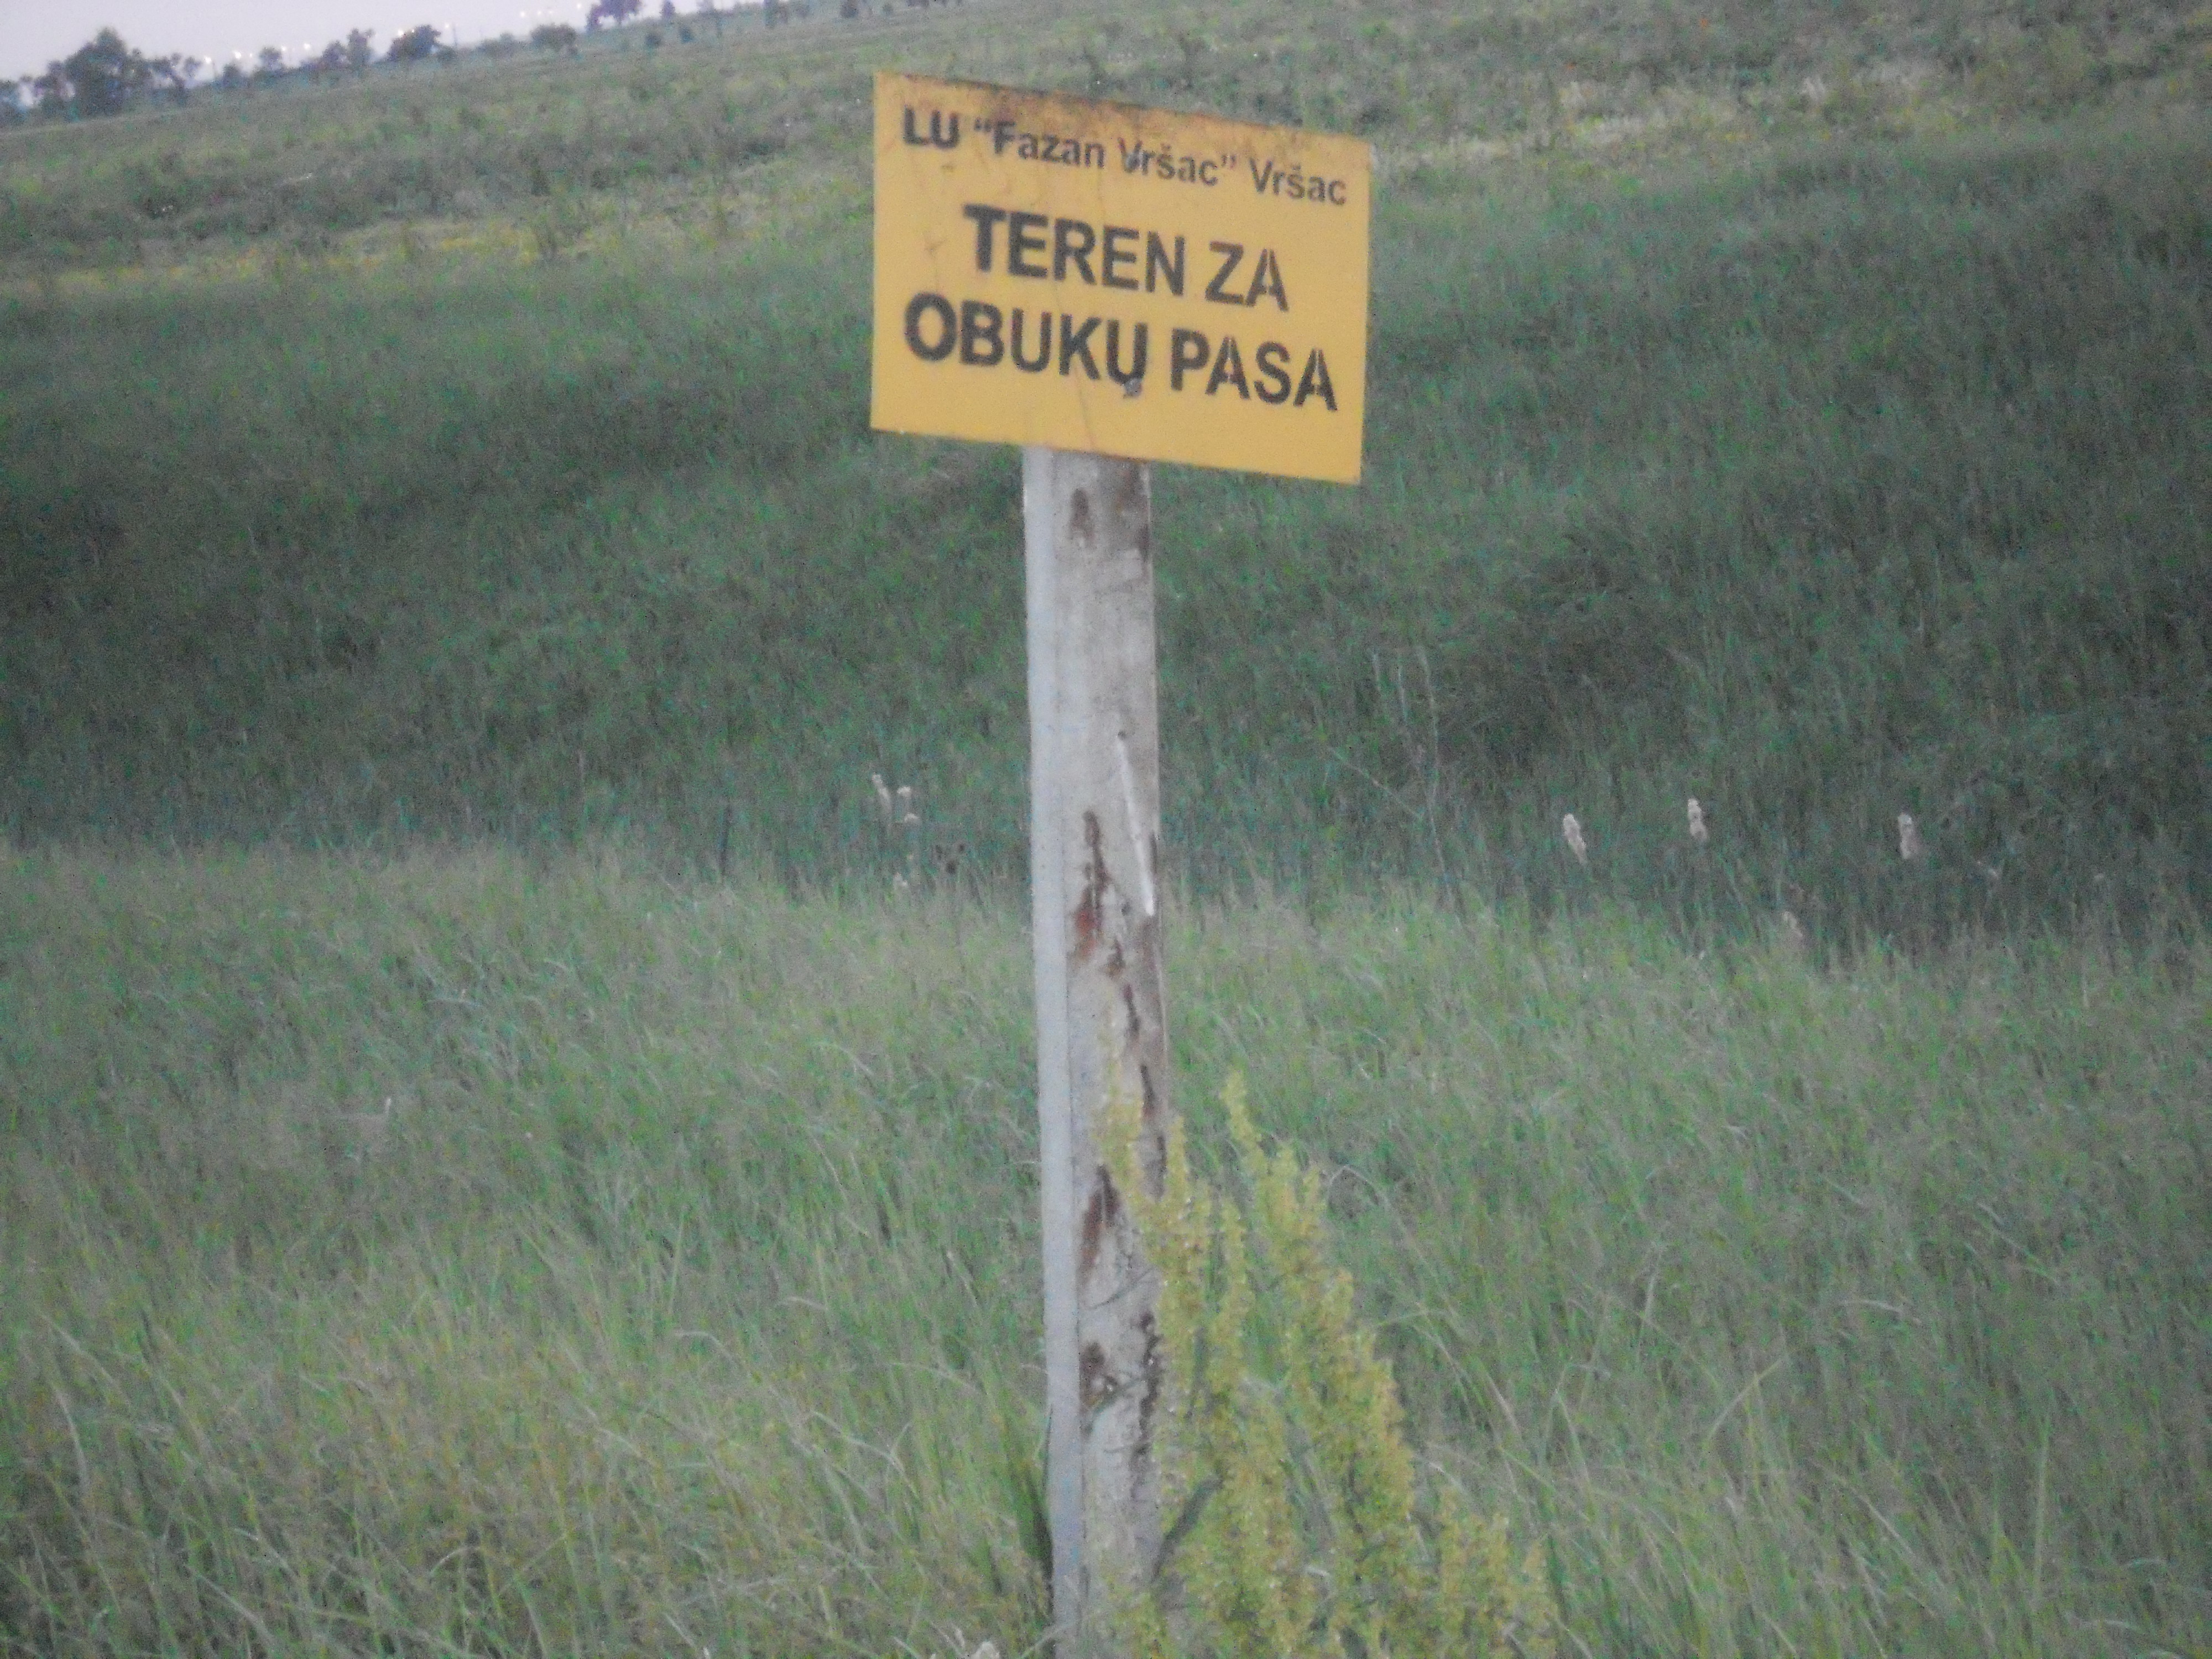 LU “Fazan Vršac” Vršac
TEREN ZA
OBUKU PASA